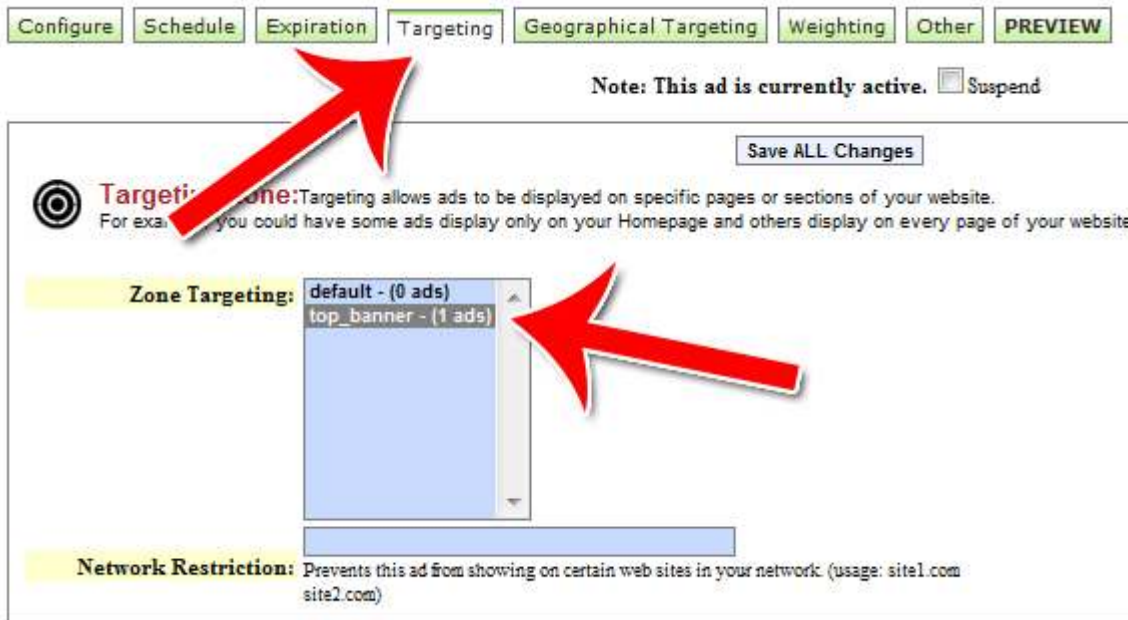 Configure Schedule Expiration Targeting Geographical Targeting Weighting Other PREVIEW
Note: This ad is currently active. Suspend
Save ALL Changes
Targeting allows ads to be displayed on specific pages or sections of your website.
For you could have some ads display only on your Homepage and others display on every page of your website
Zone Targeting:
default - (0 ads)
top_banner - (1 ads)
Network Restriction:
Prevents this ad from showing on certain web sites in your network. (usage: site1.com
site2.com)